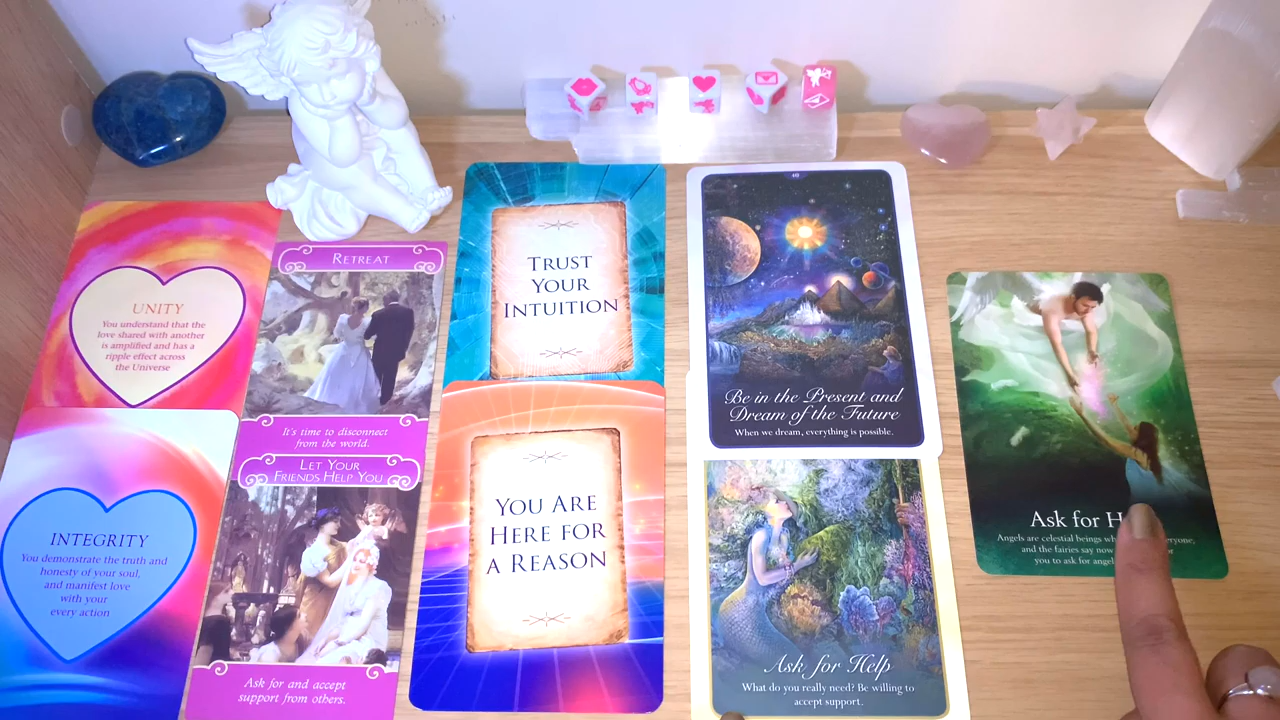 UNITY
You understand that the
love shared with another
is amplified and has a
ripple effect across
the Universe
INTEGRITY
You demonstrate the truth and
honesty of your soul,
and manifest love
with your
every action
RETREAT
It's time to disconnect
from the world.
LET YOUR
FRIENDS HELP YOU
Ask for and accept
support from others.
TRUST
YOUR
INTUITION
YOU ARE
HERE FOR
A REASON
Be in the Present and
Dream of the Future
When we dream, everything is possible.
Ask for Help
What do you really need? Be willing to
accept support.
Ask for H
Angels are celestial beings
and the fairies say now
you to ask for